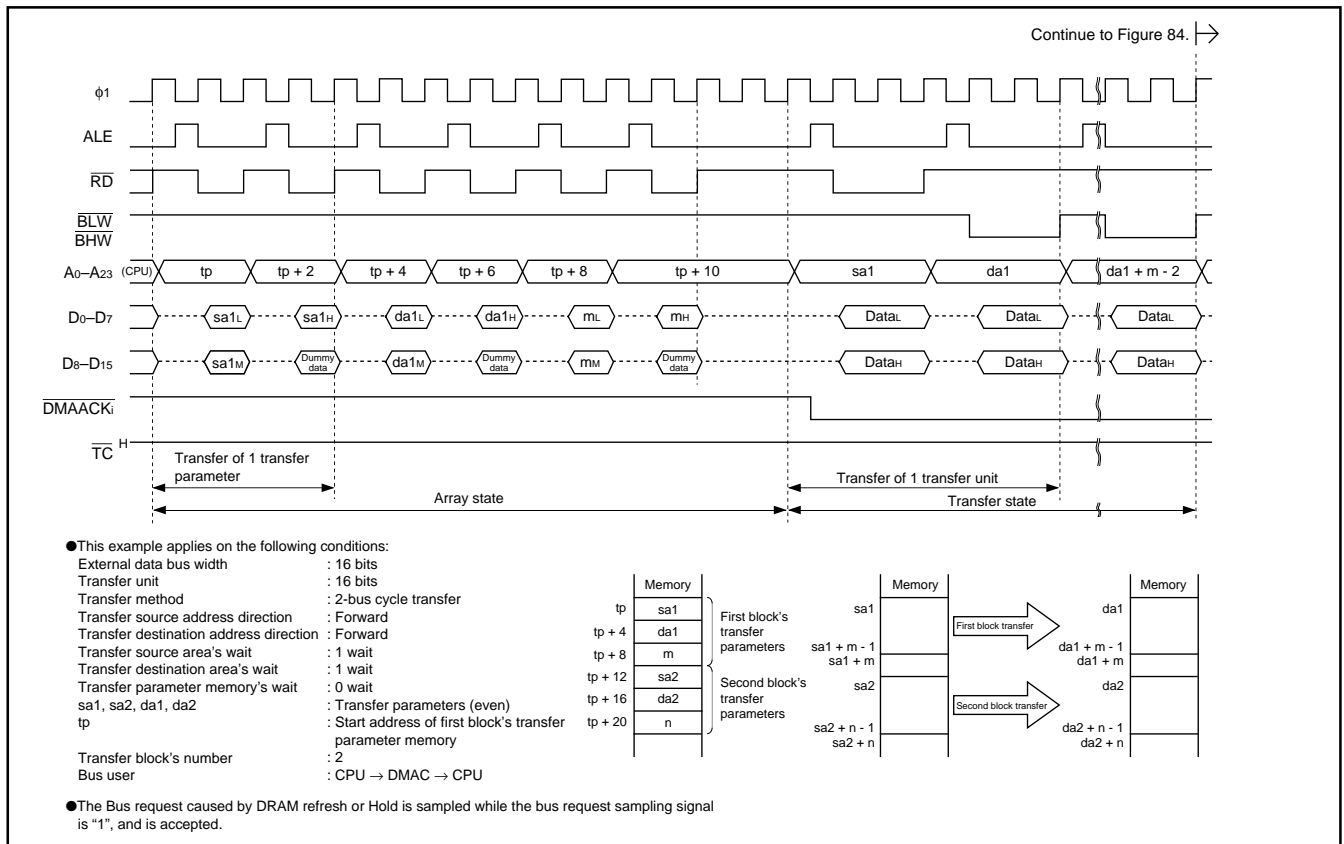 Continue to Figure 84.
ϕ1
ALE
RD
BLW
BHW
A0–A23 (CPU) tp tp + 2 tp + 4 tp + 6 tp + 8 tp + 10 sa1 da1 da1 + m - 2
D0–D7 sa1L sa1H da1L da1H mL mH DataL DataL DataL
D8–D15 sa1M Dummy data da1M Dummy data mM Dummy data DataH DataH DataH
DMAACKi
TC H
Transfer of 1 transfer
parameter
Transfer of 1 transfer unit
Array state
Transfer state
●This example applies on the following conditions:
External data bus width : 16 bits
Transfer unit : 16 bits
Transfer method : 2-bus cycle transfer
Transfer source address direction : Forward
Transfer destination address direction : Forward
Transfer source area's wait : 1 wait
Transfer destination area's wait : 1 wait
Transfer parameter memory's wait : 0 wait
sa1, sa2, da1, da2 : Transfer parameters (even)
tp : Start address of first block's transfer
parameter memory
Transfer block's number : 2
Bus user : CPU → DMAC → CPU
●The Bus request caused by DRAM refresh or Hold is sampled while the bus request sampling signal
is “1”, and is accepted.
Memory
tp sa1
tp + 4 da1
tp + 8 m
tp + 12 sa2
tp + 16 da2
tp + 20 n
First block's
transfer
parameters
Second block's
transfer
parameters
Memory
sa1
sa1 + m - 1
sa1 + m
sa2
sa2 + n - 1
sa2 + n
First block transfer
Second block transfer
Memory
da1
da1 + m - 1
da1 + m
da2
da2 + n - 1
da2 + n